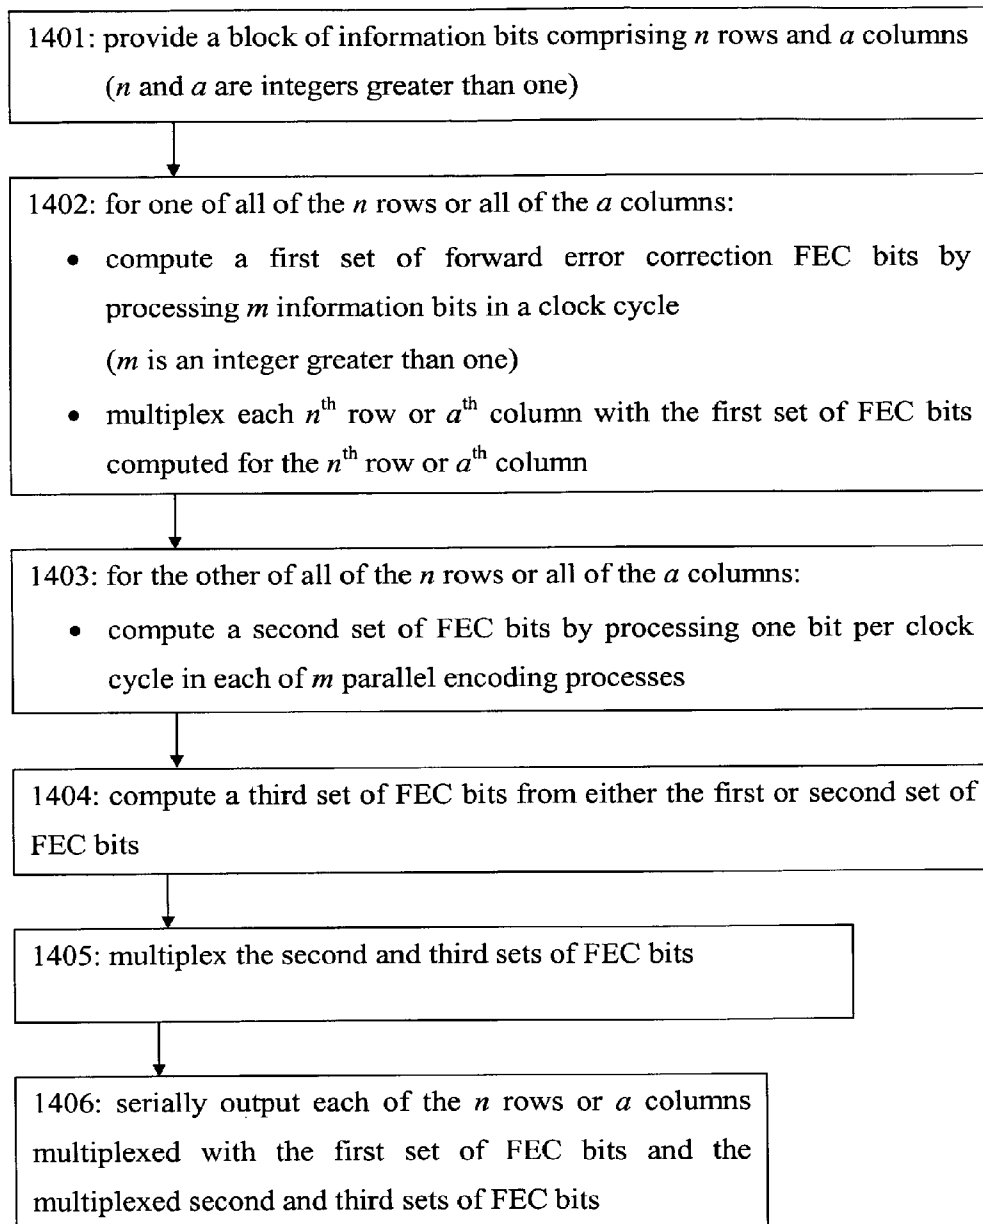 1401: provide a block of information bits comprising n rows and a columns
(n and a are integers greater than one)
1402: for one of all of the n rows or all of the a columns:
• compute a first set of forward error correction FEC bits by
processing m information bits in a clock cycle
(m is an integer greater than one)
• multiplex each nth row or ath column with the first set of FEC bits
computed for the nth row or ath column
1403: for the other of all of the n rows or all of the a columns:
• compute a second set of FEC bits by processing one bit per clock
cycle in each of m parallel encoding processes
1404: compute a third set of FEC bits from either the first or second set of
FEC bits
1405: multiplex the second and third sets of FEC bits
1406: serially output each of the n rows or a columns
multiplexed with the first set of FEC bits and the
multiplexed second and third sets of FEC bits